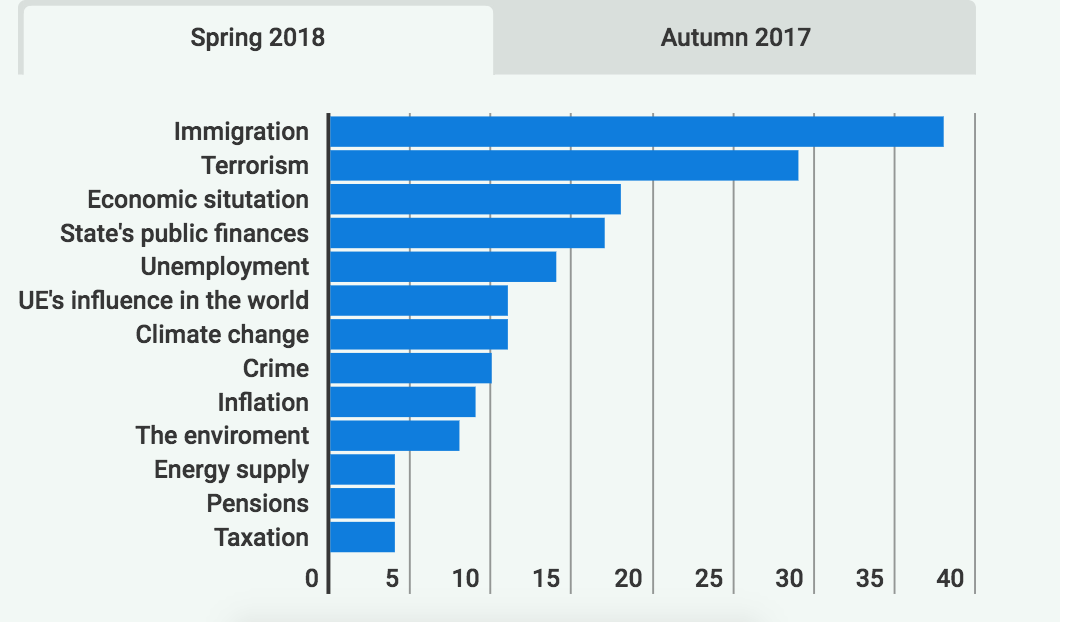 Spring 2018
Autumn 2017
Immigration
Terrorism
Economic situtation
State's public finances
Unemployment
UE's influence in the world
Climate change
Crime
Inflation
The enviroment
Energy supply
Pensions
Taxation
0 5 10 15 20 25 30 35 40